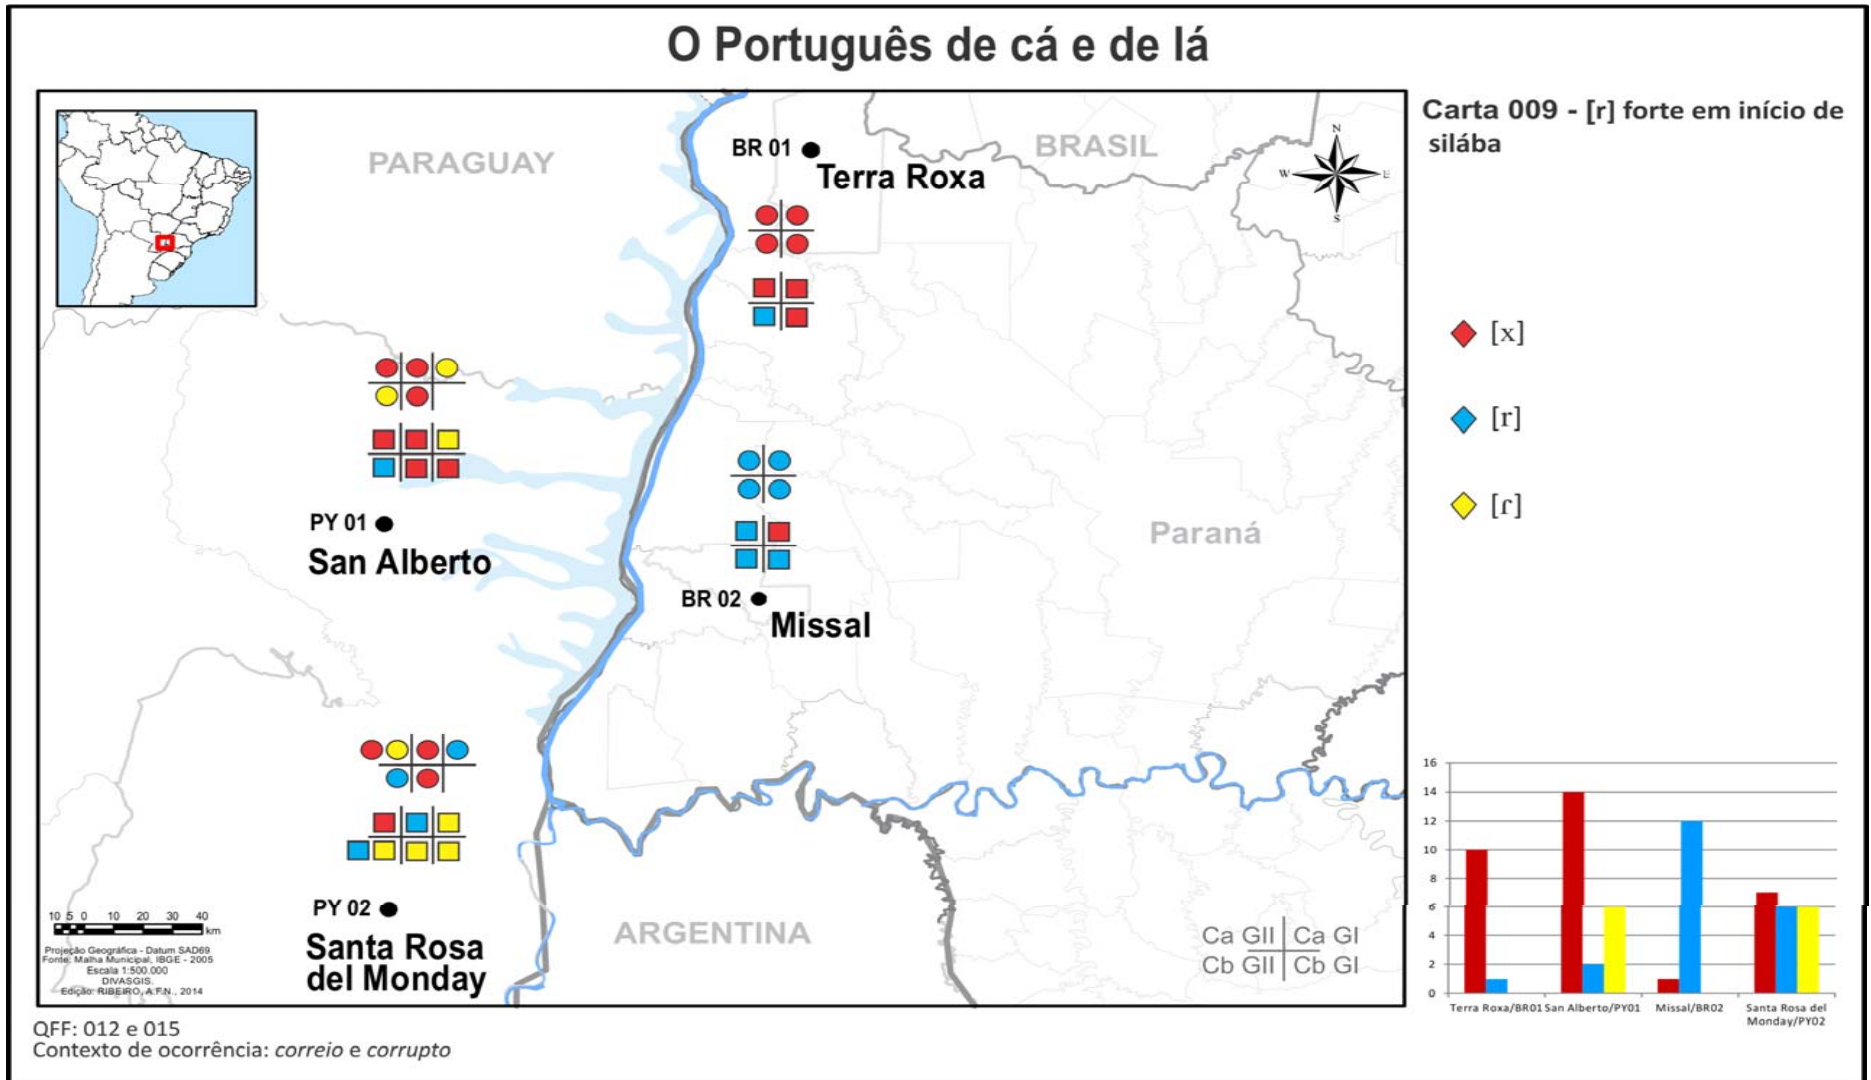 O Português de cá e de lá
Carta 009 - [r] forte em início de
silába
PARAGUAY
BRASIL
BR 01
Terra Roxa
N
W
E
S
[x]
[r]
[ɾ]
PY 01
San Alberto
Paraná
BR 02
Missal
PY 02
Santa Rosa
del Monday
ARGENTINA
Ca GII Ca GI
Cb GII Cb GI
10 5 0 10 20 30 40
km
Projeção Geográfica - Datum SAD69
Fonte: Malha Municipal, IBGE - 2005
Escala 1:500.000
DIVASGIS.
Edição: RIBEIRO, A.F.N., 2014
16
14
12
10
8
6
4
2
0
Terra Roxa/BR01 San Alberto/PY01 Missal/BR02 Santa Rosa del
Monday/PY02
QFF: 012 e 015
Contexto de ocorrência: correio e corrupto